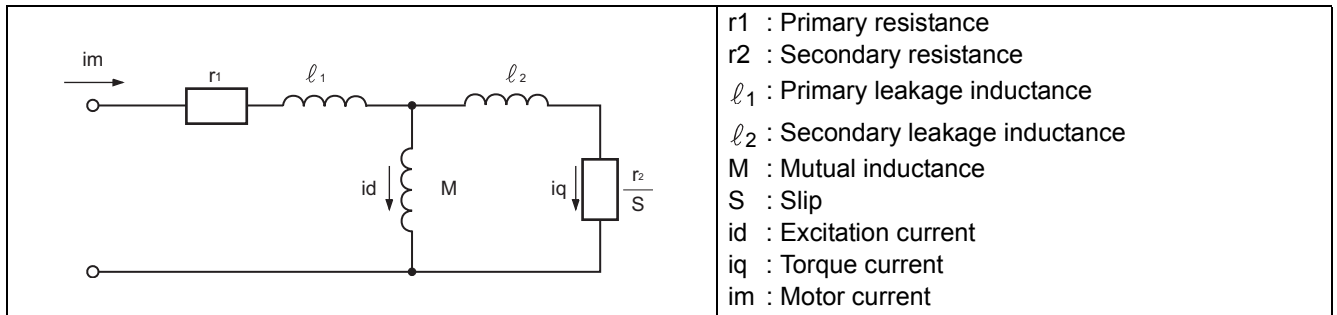 im
r1
ℓ1
ℓ2
id
M
iq
r2
S
r1 : Primary resistance
r2 : Secondary resistance
ℓ1 : Primary leakage inductance
ℓ2 : Secondary leakage inductance
M : Mutual inductance
S : Slip
id : Excitation current
iq : Torque current
im : Motor current